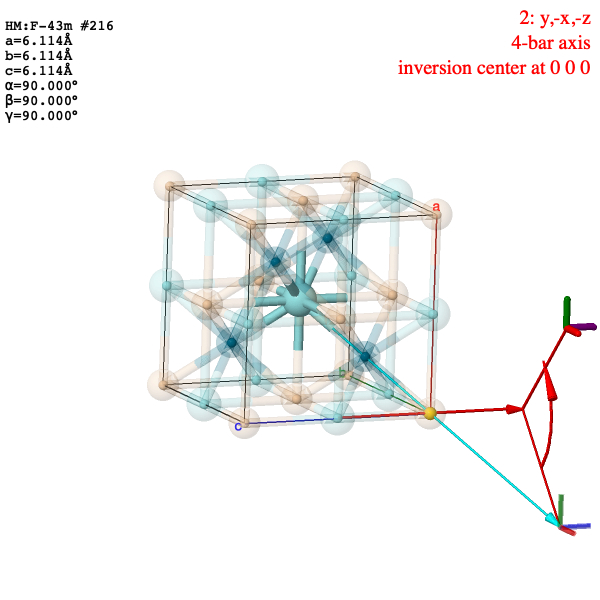 HM:F-43m #216
a=6.114Å
b=6.114Å
c=6.114Å
α=90.000°
β=90.000°
γ=90.000°
2: y,-x,-z
4-bar axis
inversion center at 0 0 0
a
b
c